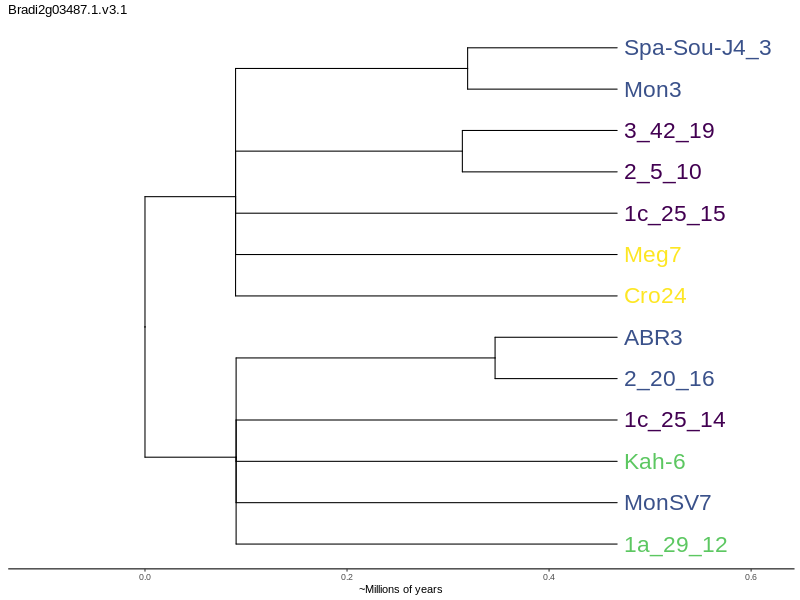 Bradi2g03487.1.v3.1
Spa-Sou-J4_3
Mon3
3_42_19
2_5_10
1c_25_15
Meg7
Cro24
ABR3
2_20_16
1c_25_14
Kah-6
MonSV7
1a_29_12
0.0 0.2 0.4 0.6
~Millions of years